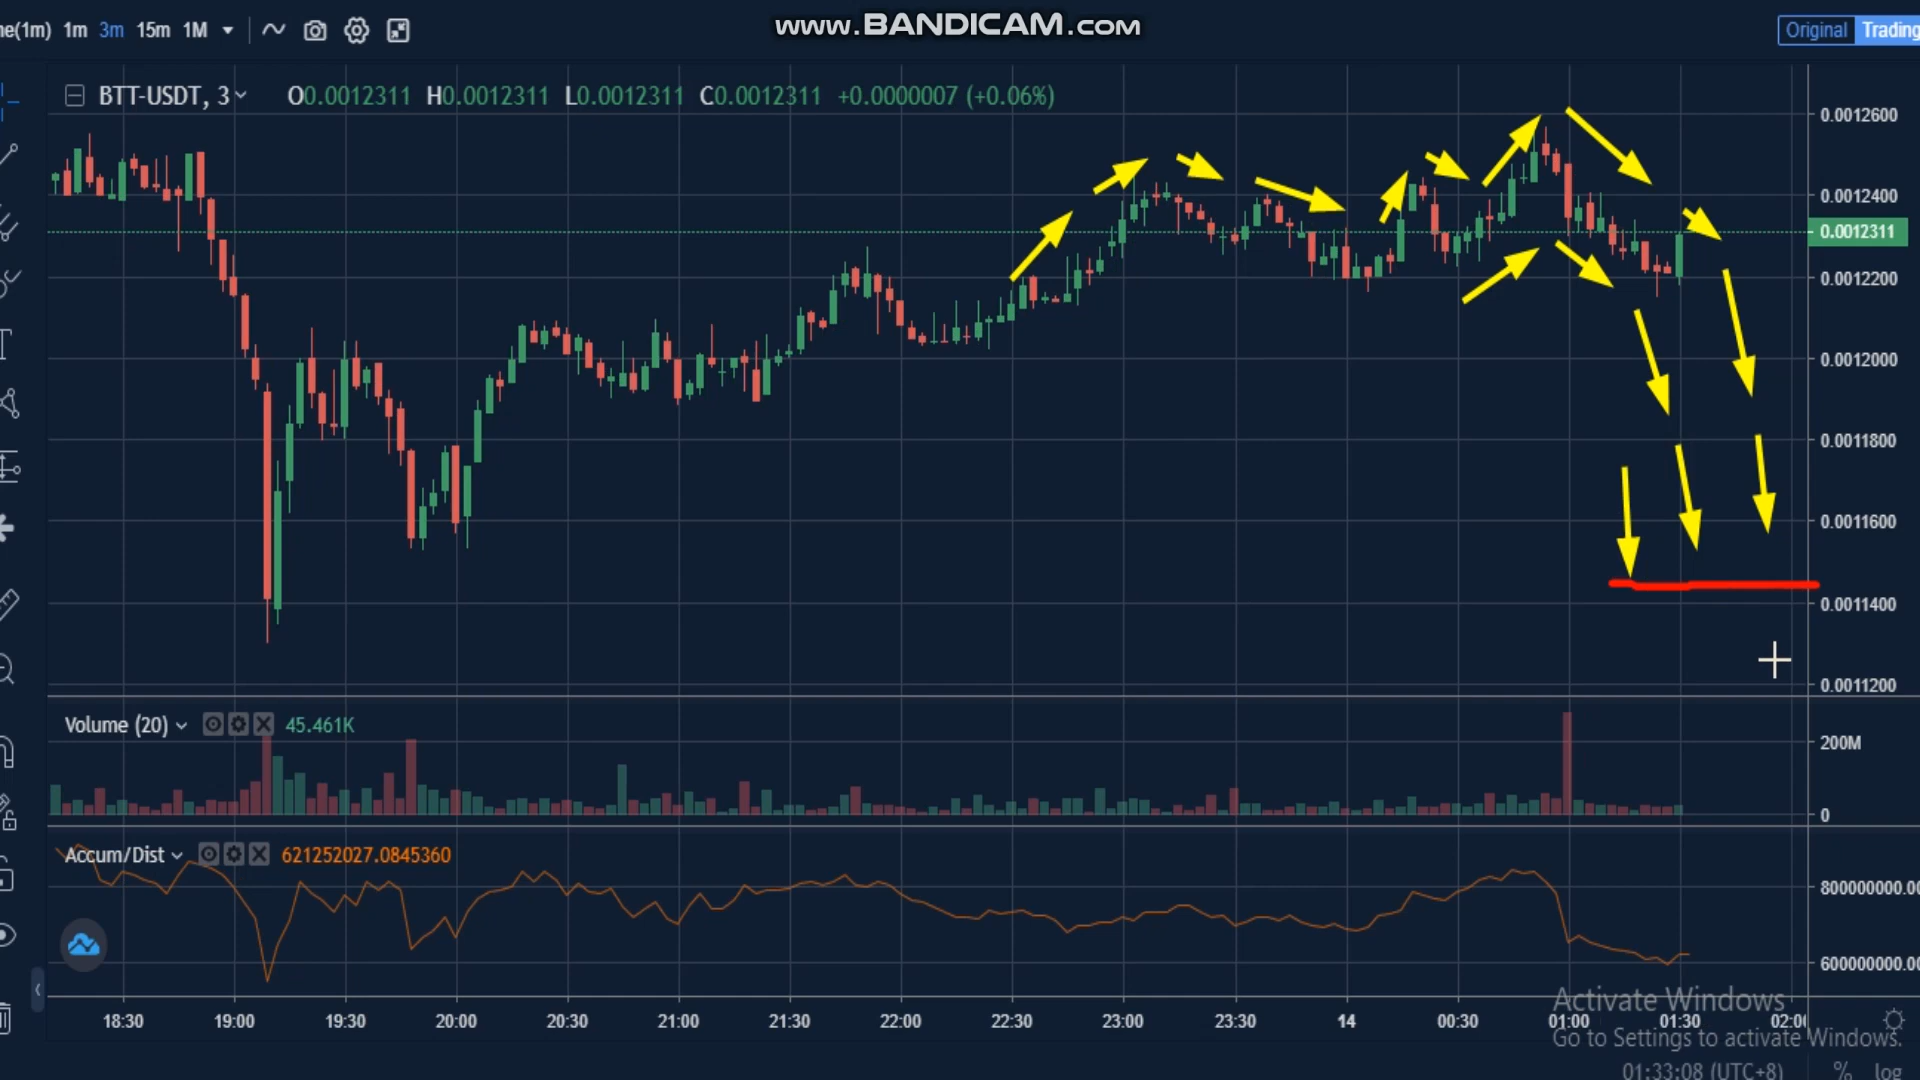 ne(1m) 1m 3m 15m 1M
www.BANDICAM.com
Original Trading
BTT-USDT, 3 O0.0012311 H0.0012311 L0.0012311 C0.0012311 +0.0000007 (+0.06%)
0.0012600
0.0012400
0.0012311
0.0012200
0.0012000
0.0011800
0.0011600
0.0011400
0.0011200
Volume (20) 45.461K
200M
0
Accum/Dist 621252027.0845360
800000000.00
600000000.00
18:30 19:00 19:30 20:00 20:30 21:00 21:30 22:00 22:30 23:00 23:30 14 00:30 01:00 01:30 02:00
Activate Windows
Go to Settings to activate Windows.
01:33:08 (UTC+8) % log